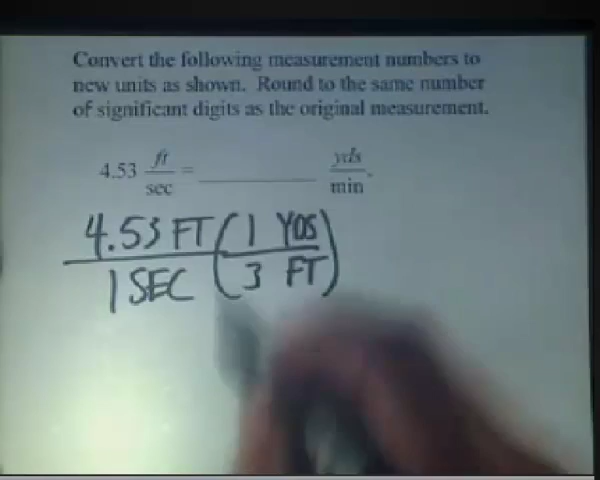 Convert the following measurement numbers to
new units as shown. Round to the same number
of significant digits as the original measurement.
4.53 ft/sec = __________ yds/min.
4.53 FT (1 YDS)
1 SEC (3 FT)